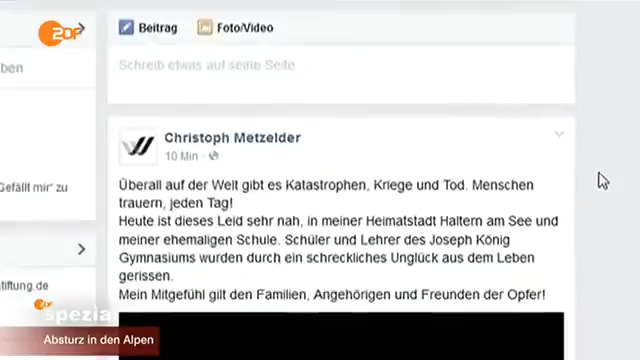 ZDF
Beitrag
Foto/Video
ben
Schreib etwas auf seine Seite
Christoph Metzelder
10 Min ·
Überall auf der Welt gibt es Katastrophen, Kriege und Tod. Menschen
trauern, jeden Tag!
Heute ist dieses Leid sehr nah, in meiner Heimatstadt Haltern am See und
meiner ehemaligen Schule. Schüler und Lehrer des Joseph König
Gymnasiums wurden durch ein schreckliches Unglück aus dem Leben
gerissen.
Mein Mitgefühl gilt den Familien, Angehörigen und Freunden der Opfer!
Gefällt mir" zu
stiftung.de
ZDF
spezial
Absturz in den Alpen